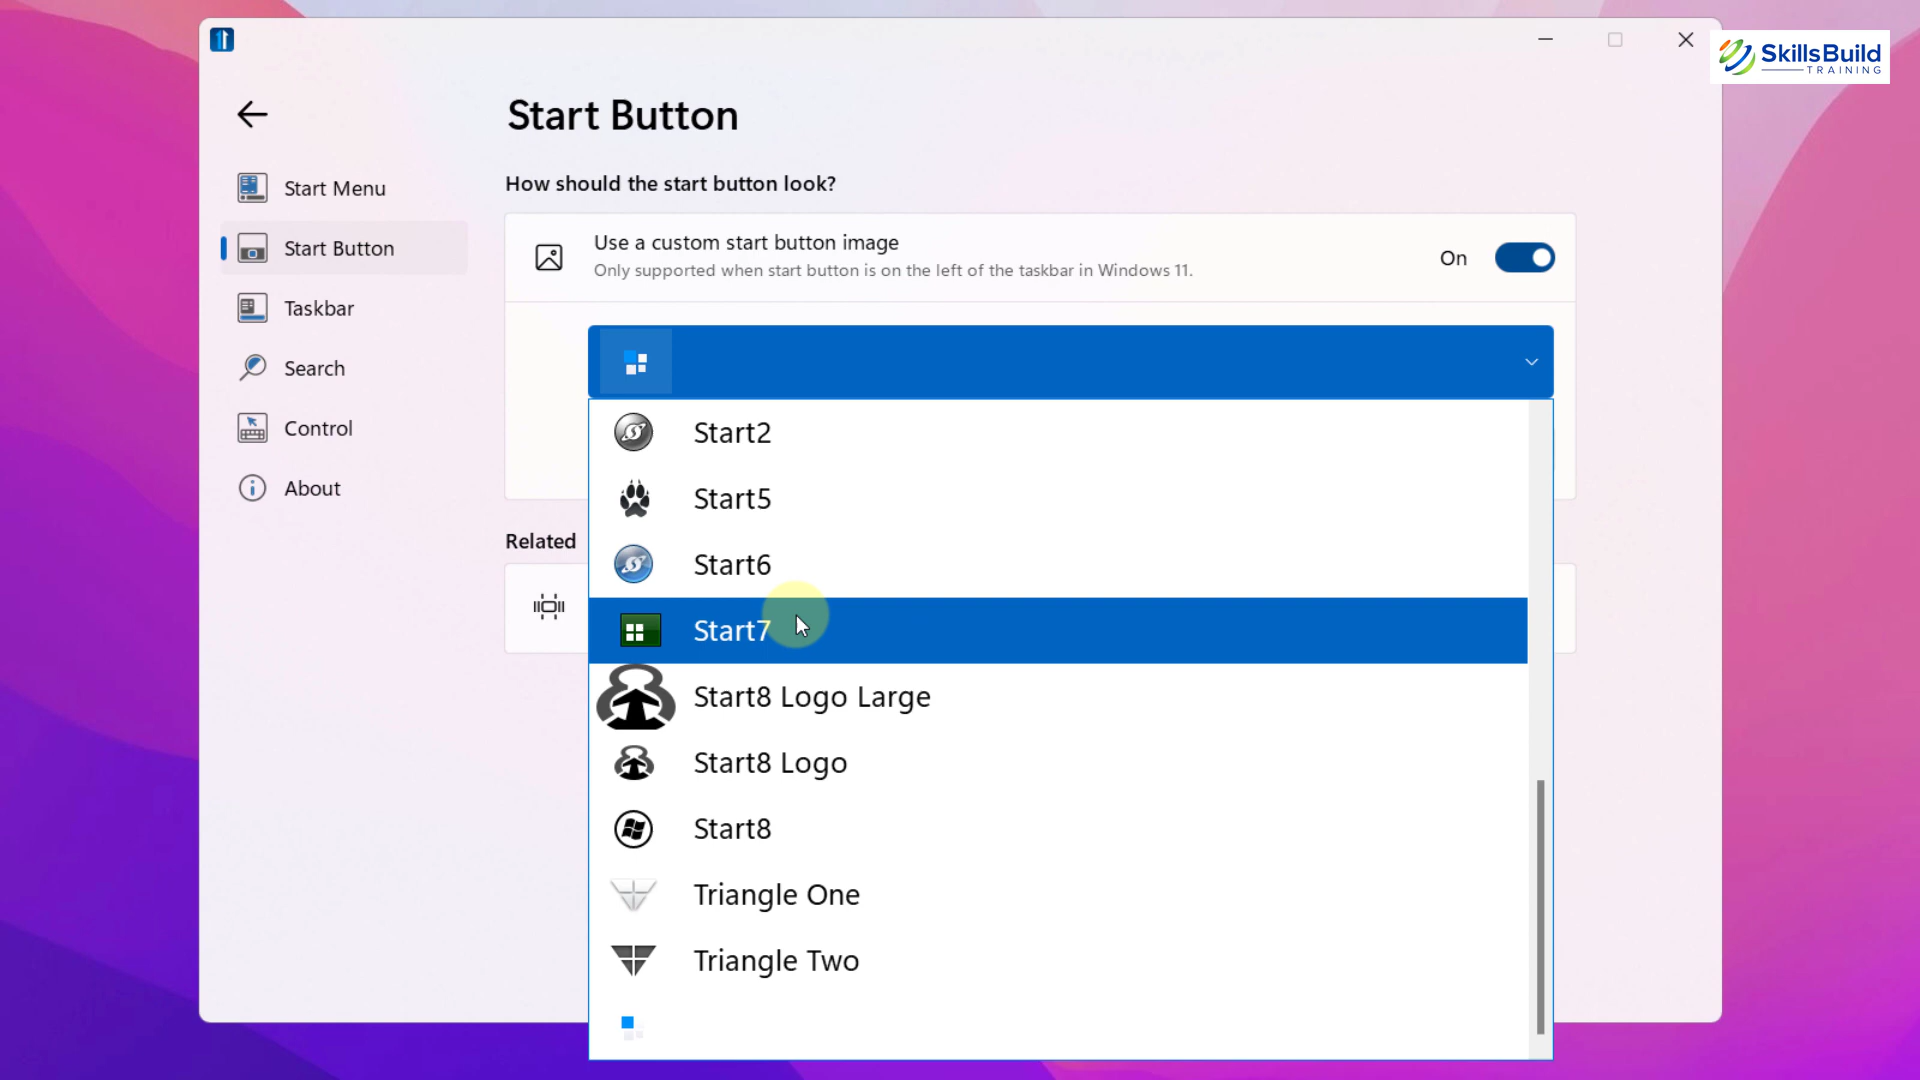 SkillsBuild
TRAINING
Start Button
How should the start button look?
Start Menu
Start Button
Taskbar
Search
Control
About
Use a custom start button image
Only supported when start button is on the left of the taskbar in Windows 11.
On
Start2
Start5
Start6
Start7
Start8 Logo Large
Start8 Logo
Start8
Triangle One
Triangle Two
Related